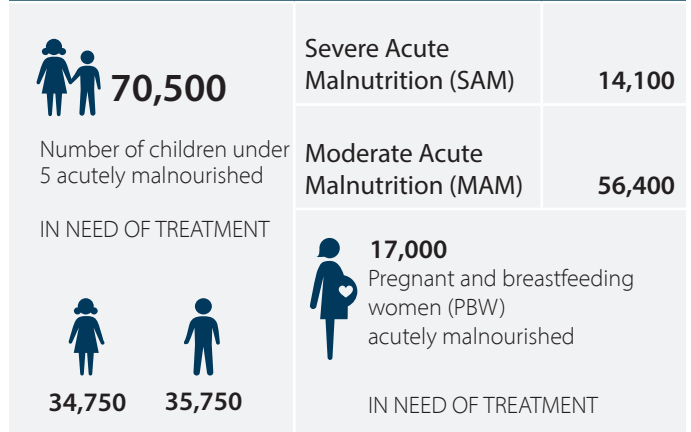 70,500
Number of children under
5 acutely malnourished
IN NEED OF TREATMENT
34,750 35,750
Severe Acute
Malnutrition (SAM) 14,100
Moderate Acute
Malnutrition (MAM) 56,400
17,000
Pregnant and breastfeeding
women (PBW)
acutely malnourished
IN NEED OF TREATMENT